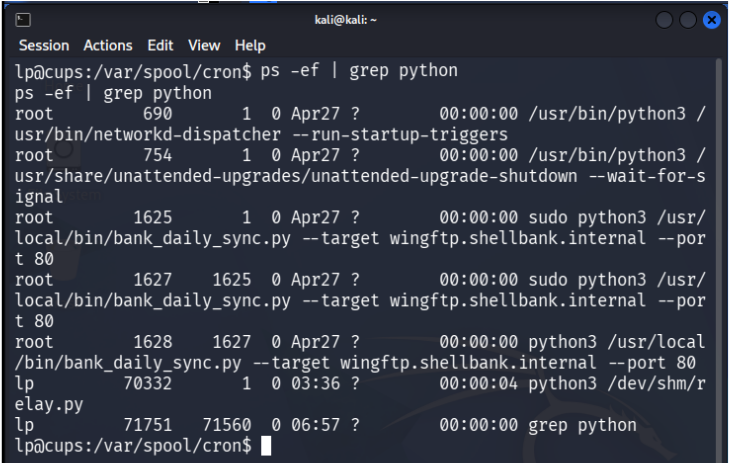 kali@kali: ~
Session Actions Edit View Help
lp@cups:/var/spool/cron$ ps -ef | grep python
ps -ef | grep python
root         690       1  0 Apr27 ?        00:00:00 /usr/bin/python3 /
usr/bin/networkd-dispatcher --run-startup-triggers
root         754       1  0 Apr27 ?        00:00:00 /usr/bin/python3 /
usr/share/unattended-upgrades/unattended-upgrade-shutdown --wait-for-s
ignal
root        1625       1  0 Apr27 ?        00:00:00 sudo python3 /usr/
local/bin/bank_daily_sync.py --target wingftp.shellbank.internal --por
t 80
root        1627    1625  0 Apr27 ?        00:00:00 sudo python3 /usr/
local/bin/bank_daily_sync.py --target wingftp.shellbank.internal --por
t 80
root        1628    1627  0 Apr27 ?        00:00:00 python3 /usr/local
/bin/bank_daily_sync.py --target wingftp.shellbank.internal --port 80
lp         70332       1  0 03:36 ?        00:00:04 python3 /dev/shm/r
elay.py
lp         71751   71560  0 06:57 ?        00:00:00 grep python
lp@cups:/var/spool/cron$